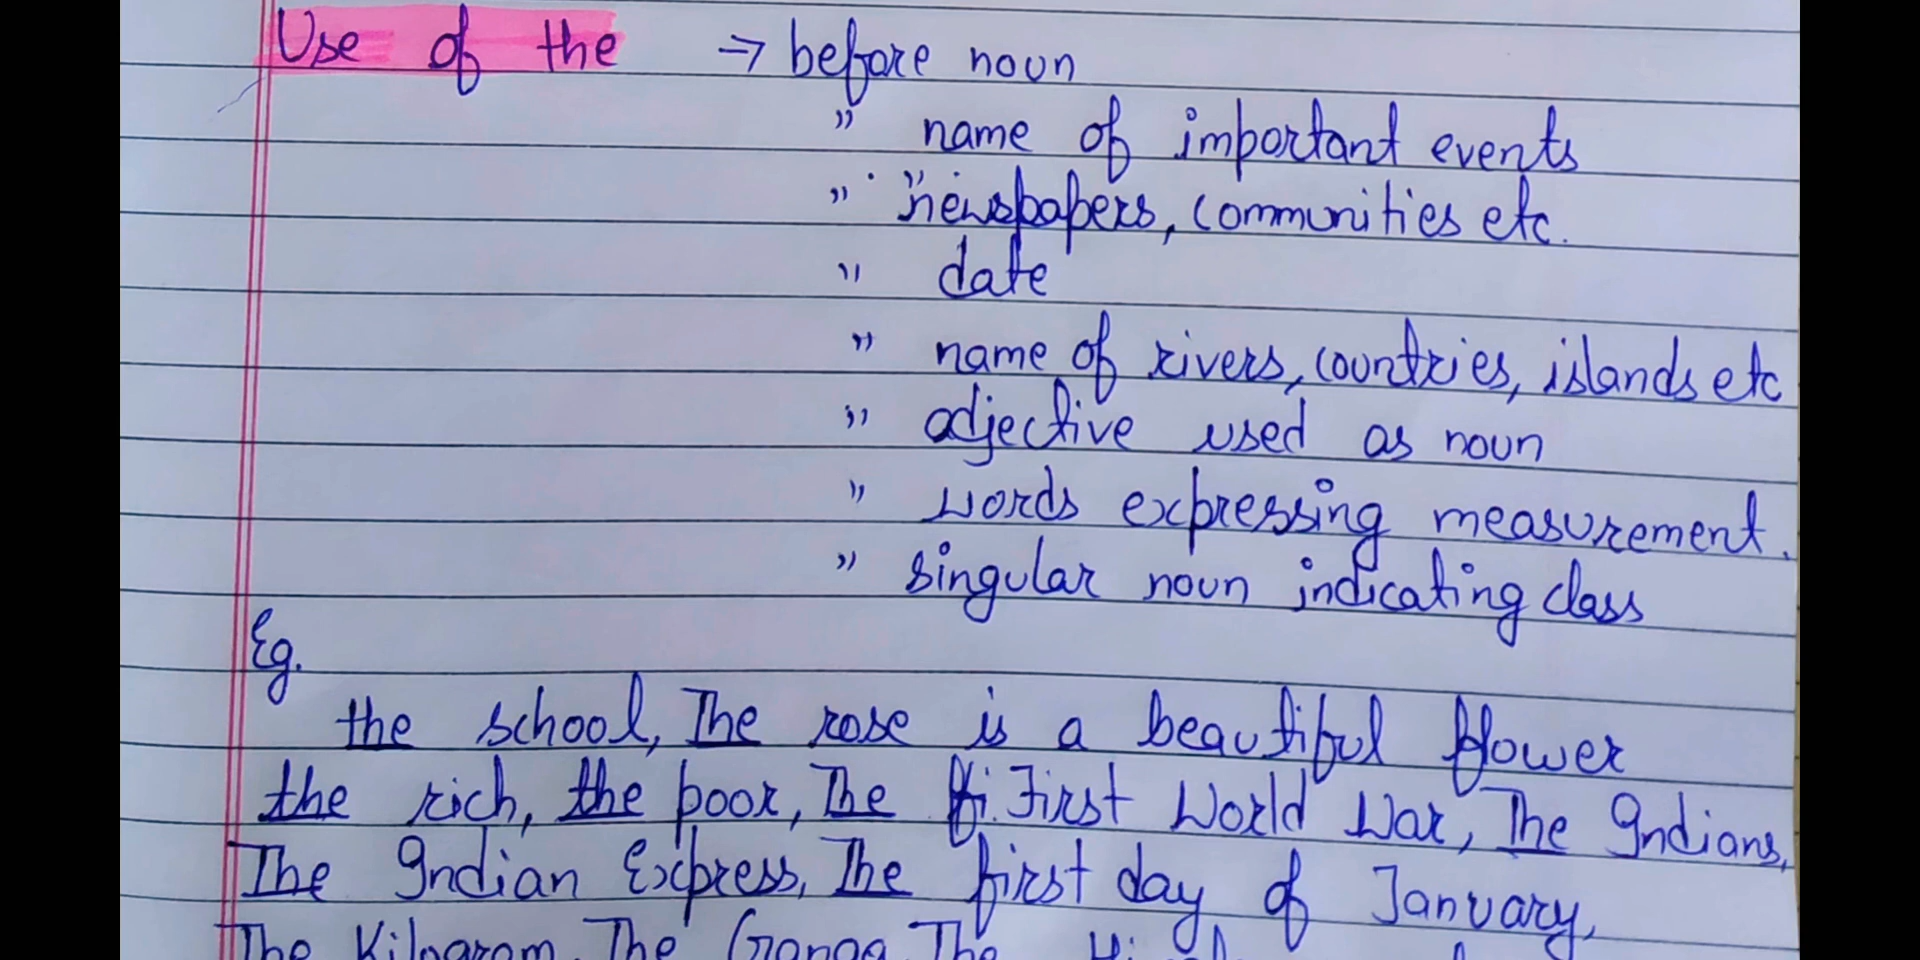 Use of the → before noun
" name of important events
" newspapers, communities etc.
" date
" name of rivers, countries, islands etc
" adjective used as noun
" words expressing measurement.
" singular noun indicating class
Eg.
the school, The rose is a beautiful flower
the rich, the poor, The First World War, The Indians,
The Indian Express, The first day of January,
The Kilogram, The Ganga, The